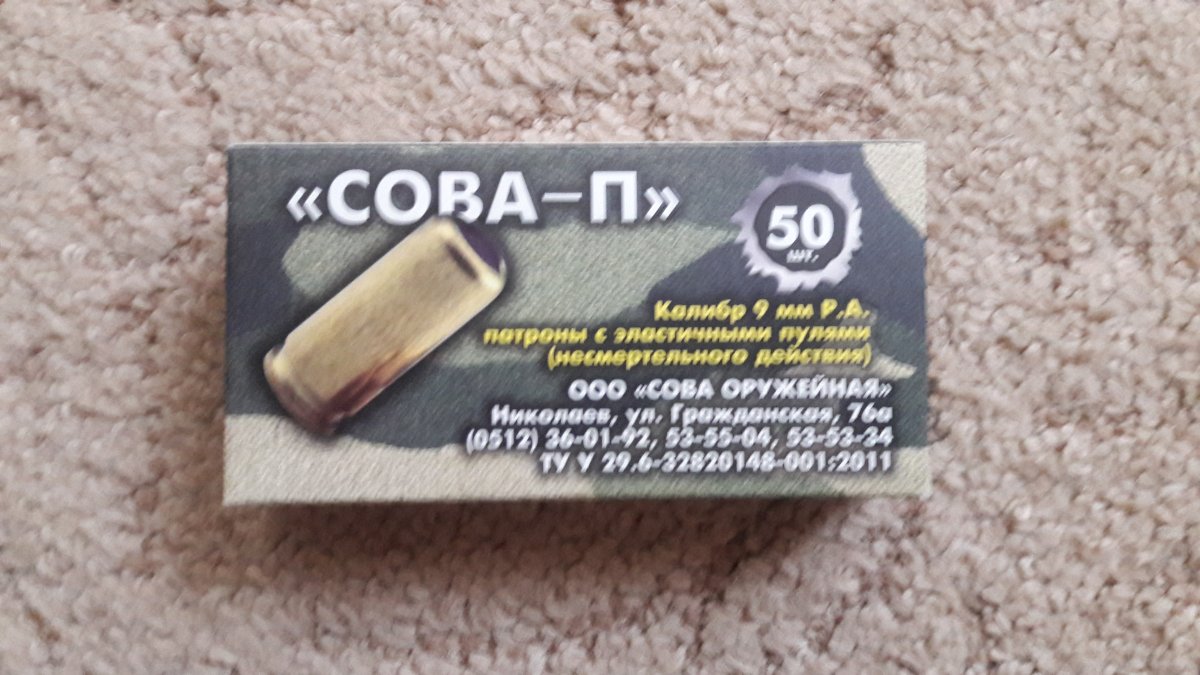 «СОВА–П»
50
шт.
Калибр 9 мм Р.А.
патроны с эластичными пулями
(несмертельного действия)
ООО «СОВА ОРУЖЕЙНАЯ»
Николаев, ул. Гражданская, 76а
(0512) 36-01-92, 53-55-04, 53-53-34
ТУ У 29.6-32820148-001:2011